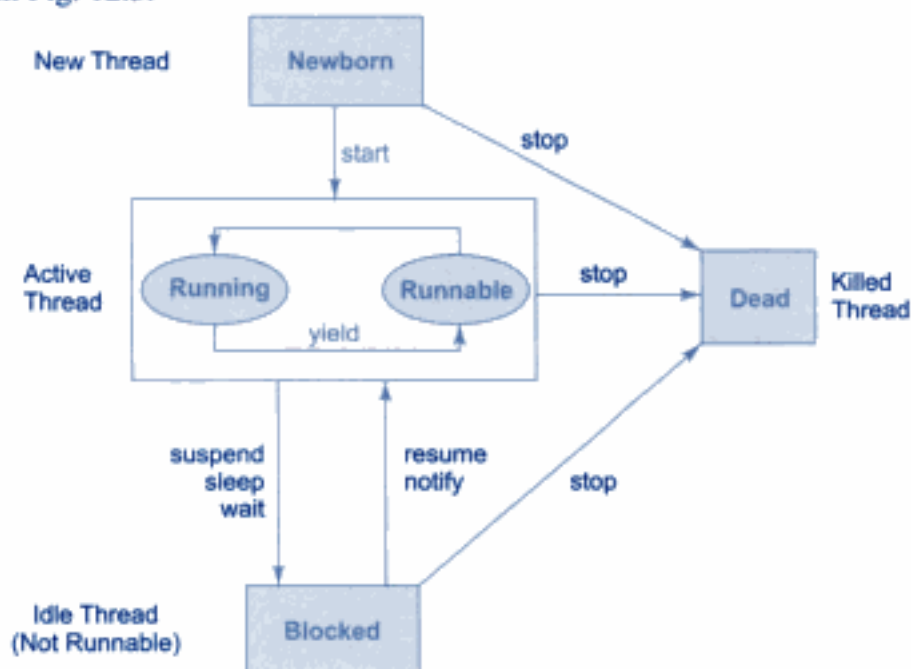 New Thread
Newborn
start
stop
Active
Thread
Running
Runnable
yield
stop
Dead
Killed
Thread
suspend
sleep
wait
resume
notify
stop
Idle Thread
(Not Runnable)
Blocked